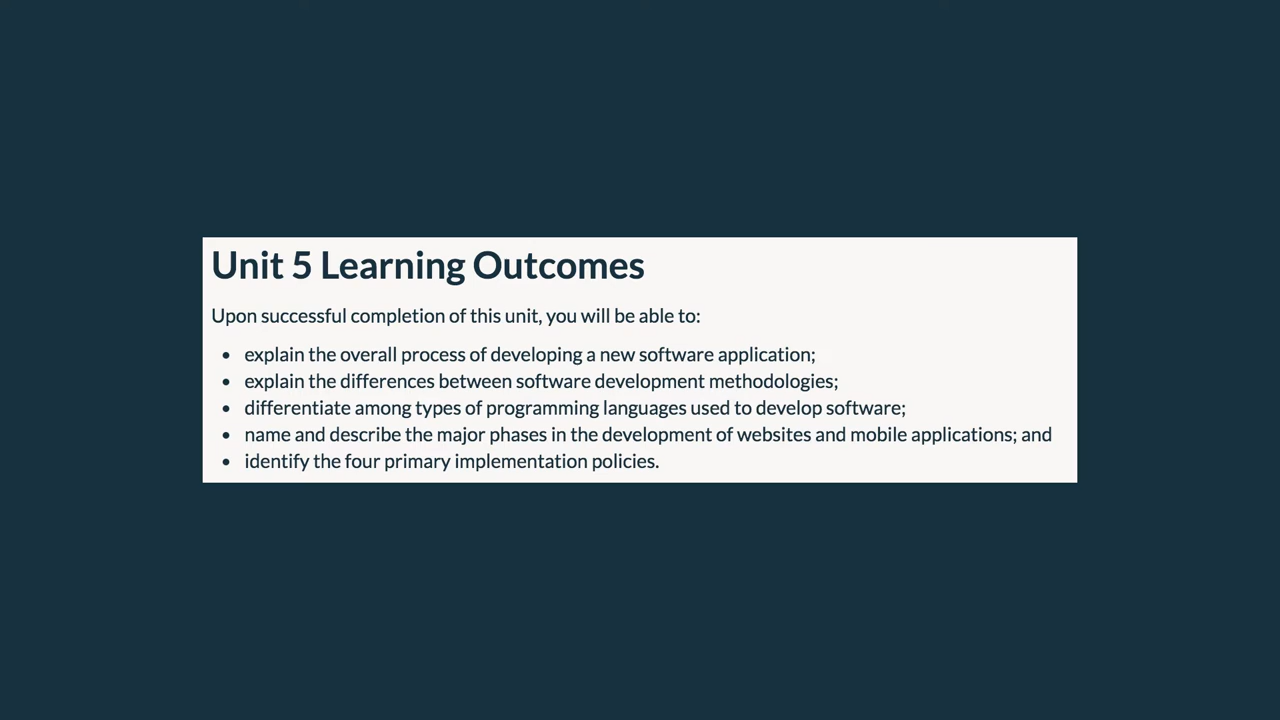 Unit 5 Learning Outcomes
Upon successful completion of this unit, you will be able to:
• explain the overall process of developing a new software application;
• explain the differences between software development methodologies;
• differentiate among types of programming languages used to develop software;
• name and describe the major phases in the development of websites and mobile applications; and
• identify the four primary implementation policies.